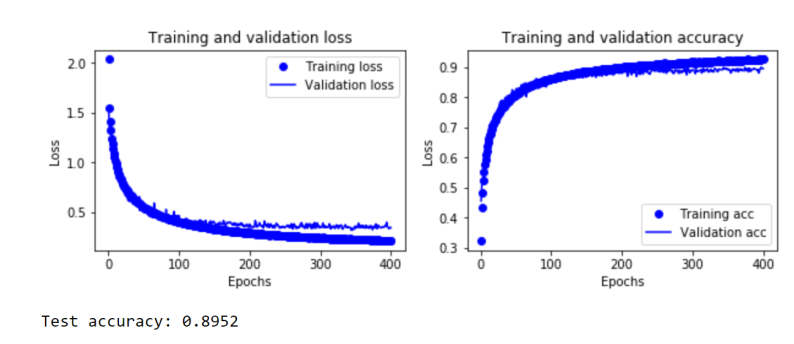 Training and validation loss
2.0
1.5
1.0
0.5
Loss
0
100
200
300
400
Epochs
Training loss
Validation loss
Training and validation accuracy
0.9
0.8
0.7
0.6
0.5
0.4
0.3
Loss
0
100
200
300
400
Epochs
Training acc
Validation acc
Test accuracy: 0.8952